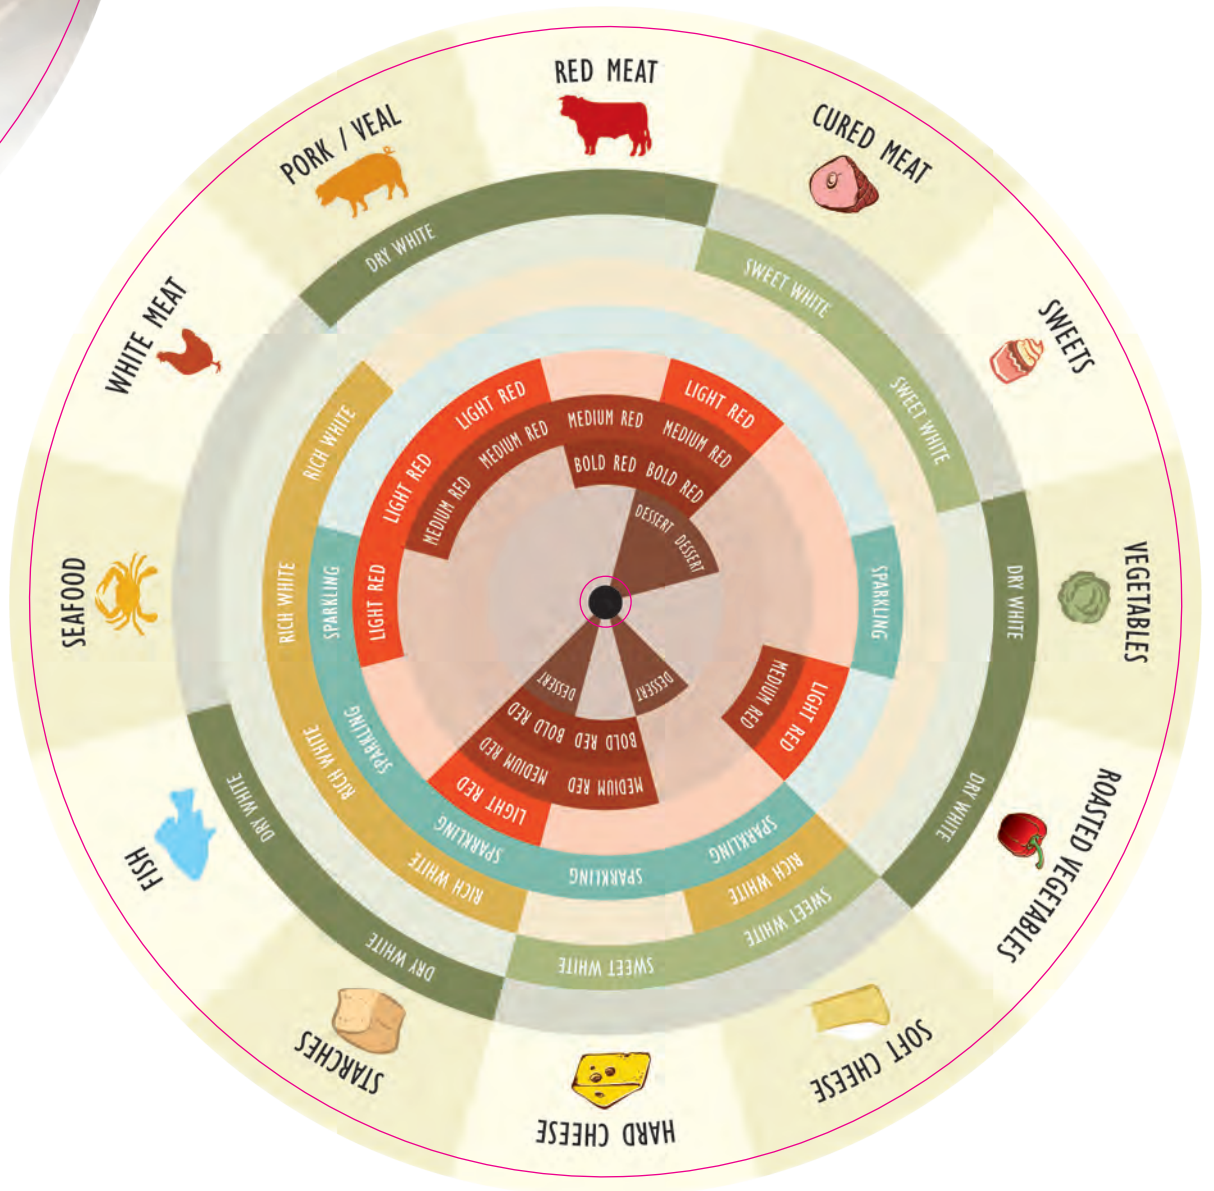 RED MEAT
CURED MEAT
SWEETS
VEGETABLES
ROASTED VEGETABLES
SOFT CHEESE
HARD CHEESE
STARCHES
FISH
SEAFOOD
WHITE MEAT
PORK / VEAL
DRY WHITE
DRY WHITE
DRY WHITE
DRY WHITE
DRY WHITE
SWEET WHITE
SWEET WHITE
SWEET WHITE
SWEET WHITE
RICH WHITE
RICH WHITE
RICH WHITE
RICH WHITE
RICH WHITE
SPARKLING
SPARKLING
SPARKLING
SPARKLING
SPARKLING
SPARKLING
LIGHT RED
LIGHT RED
LIGHT RED
LIGHT RED
LIGHT RED
LIGHT RED
MEDIUM RED
MEDIUM RED
MEDIUM RED
MEDIUM RED
MEDIUM RED
MEDIUM RED
MEDIUM RED
BOLD RED
BOLD RED
BOLD RED
BOLD RED
DESSERT
DESSERT
DESSERT
DESSERT